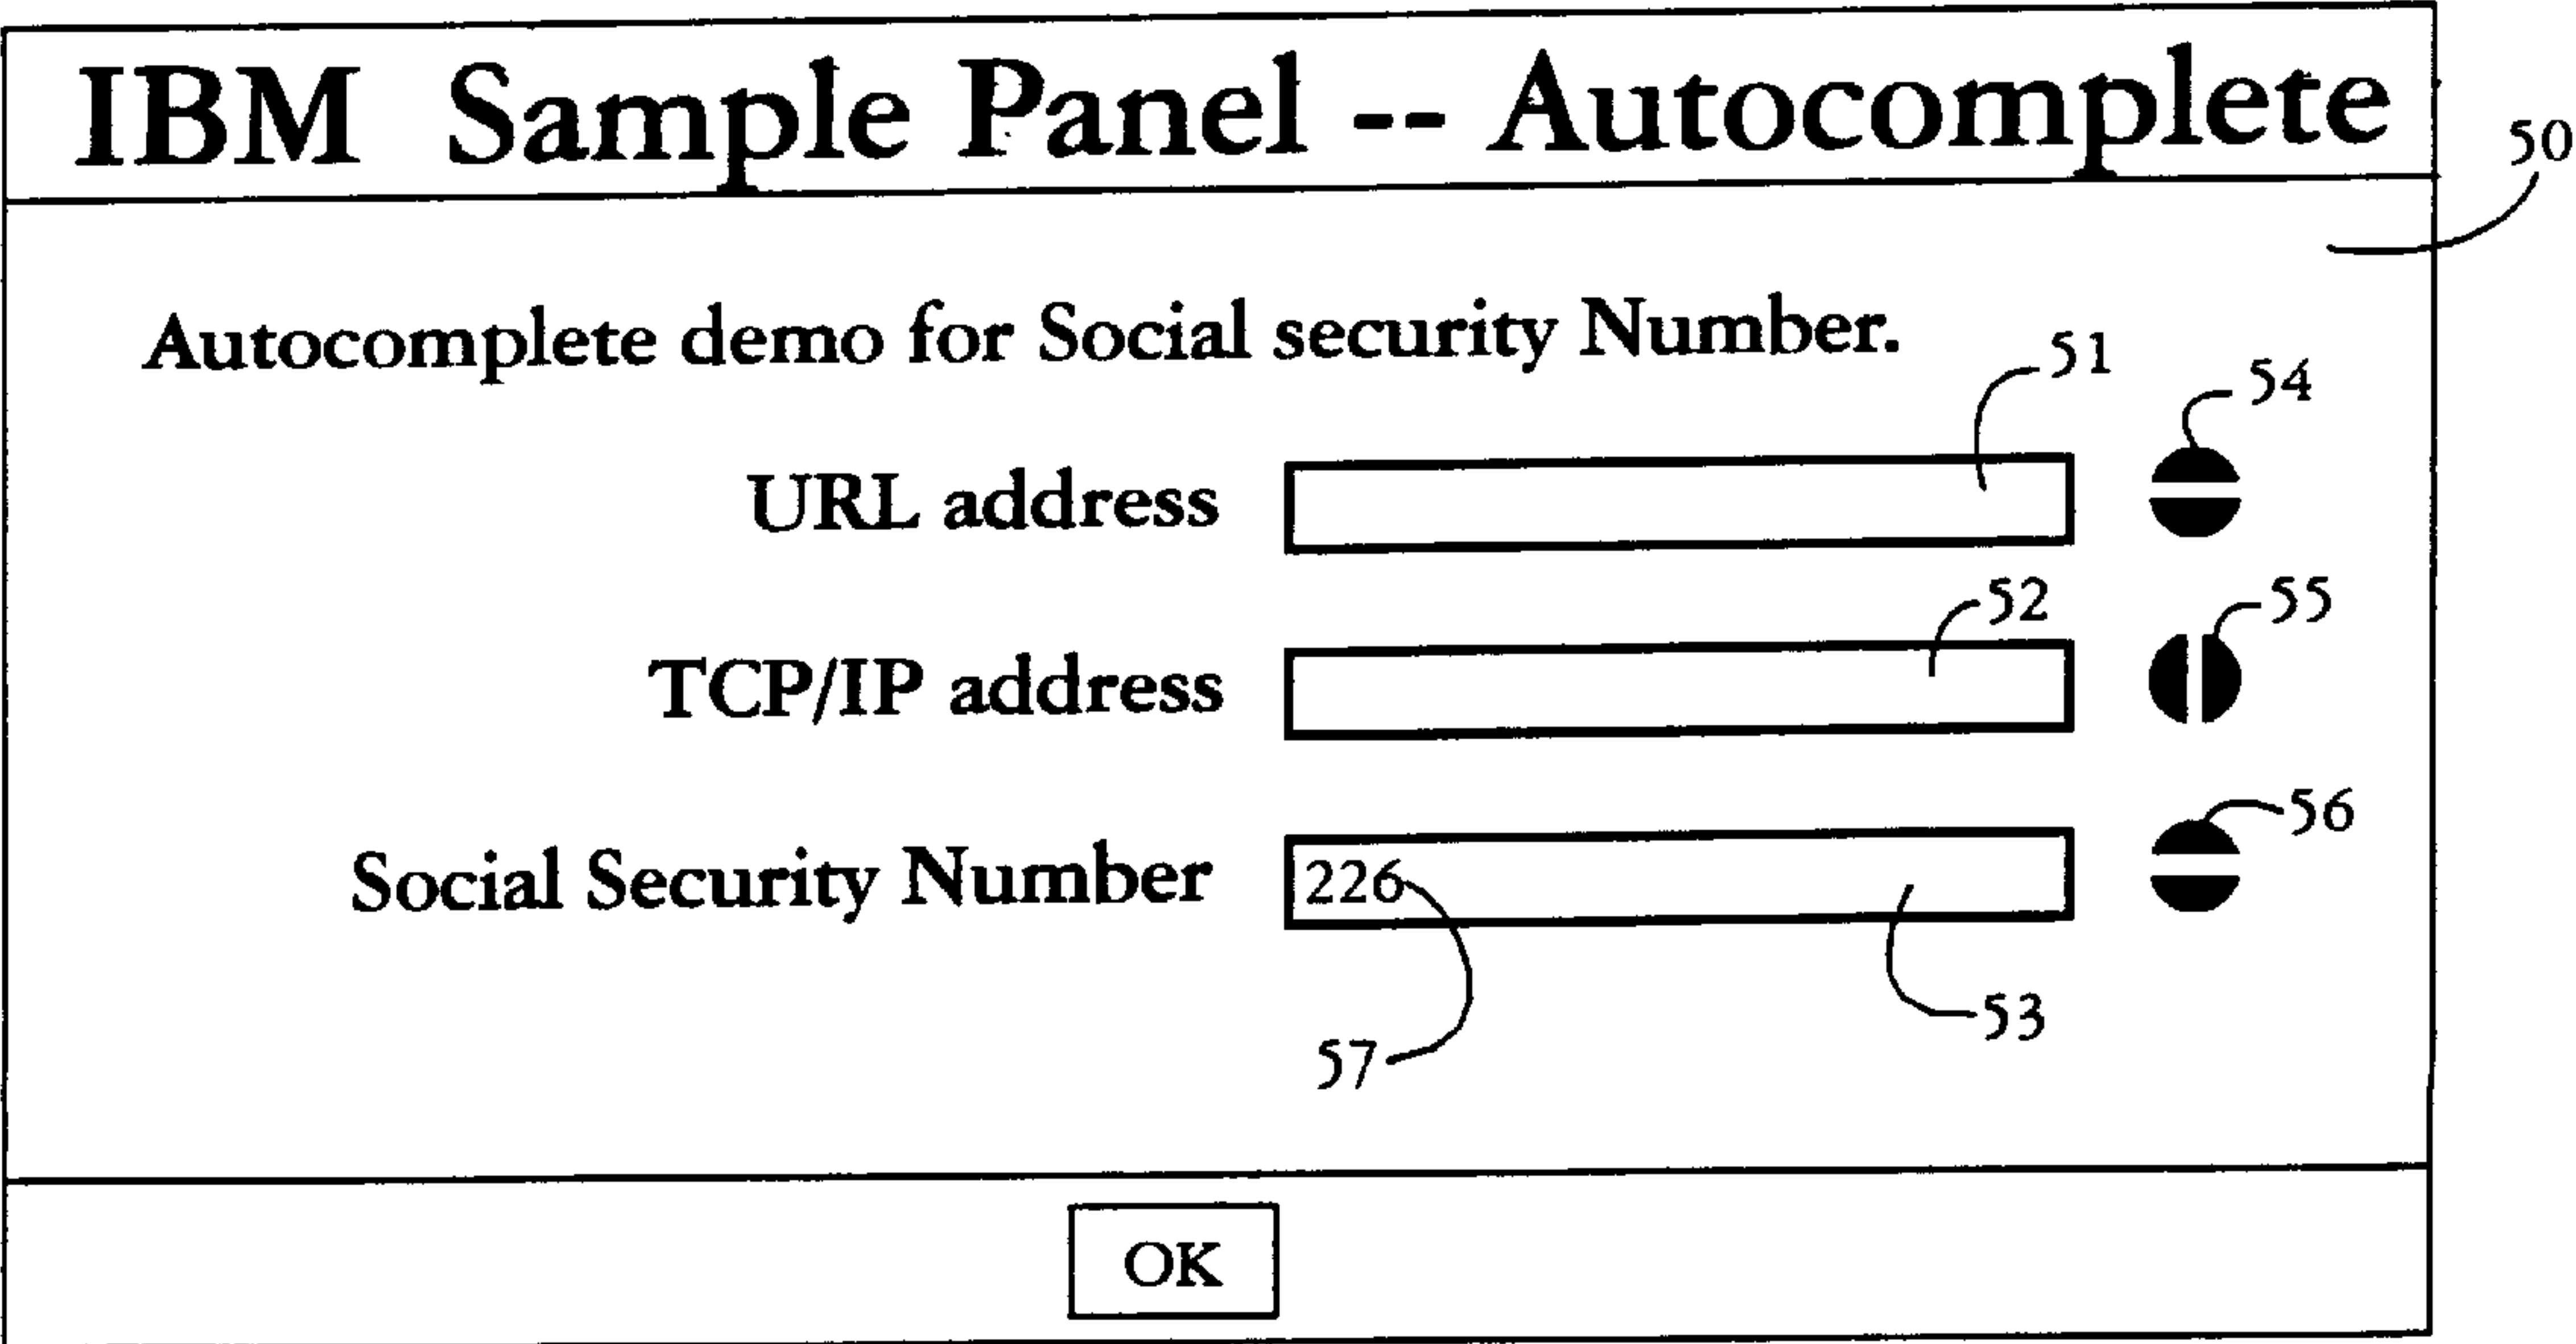 IBM Sample Panel -- Autocomplete
50
Autocomplete demo for Social security Number.
51
54
URL address
52
55
TCP/IP address
56
Social Security Number 226
53
57
OK